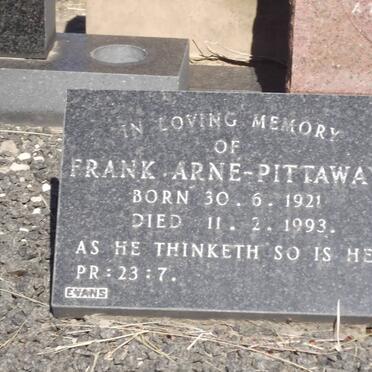 IN LOVING MEMORY
OF
FRANK ARNE-PITTAWAY
BORN 30.6.1921
DIED 11.2.1993.
AS HE THINKETH SO IS HE
PR:23:7.
EVANS